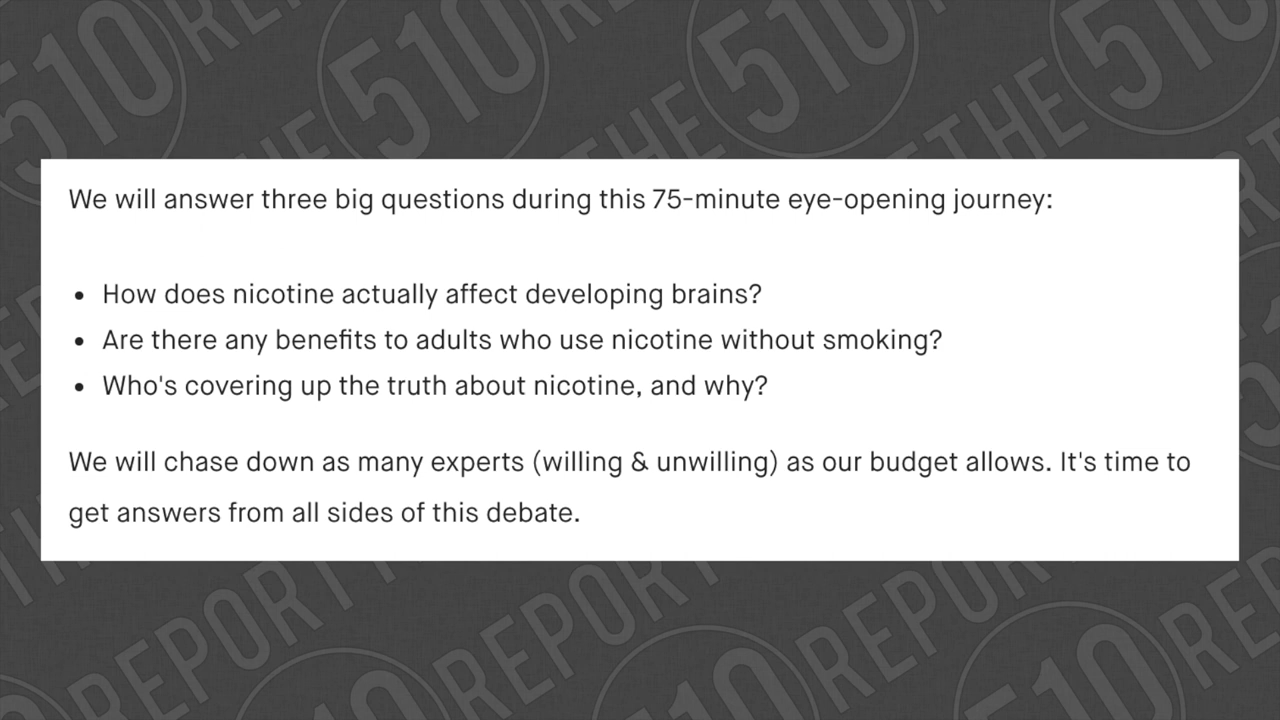 We will answer three big questions during this 75-minute eye-opening journey:
• How does nicotine actually affect developing brains?
• Are there any benefits to adults who use nicotine without smoking?
• Who's covering up the truth about nicotine, and why?
We will chase down as many experts (willing & unwilling) as our budget allows. It's time to
get answers from all sides of this debate.
THE 510 REPORT